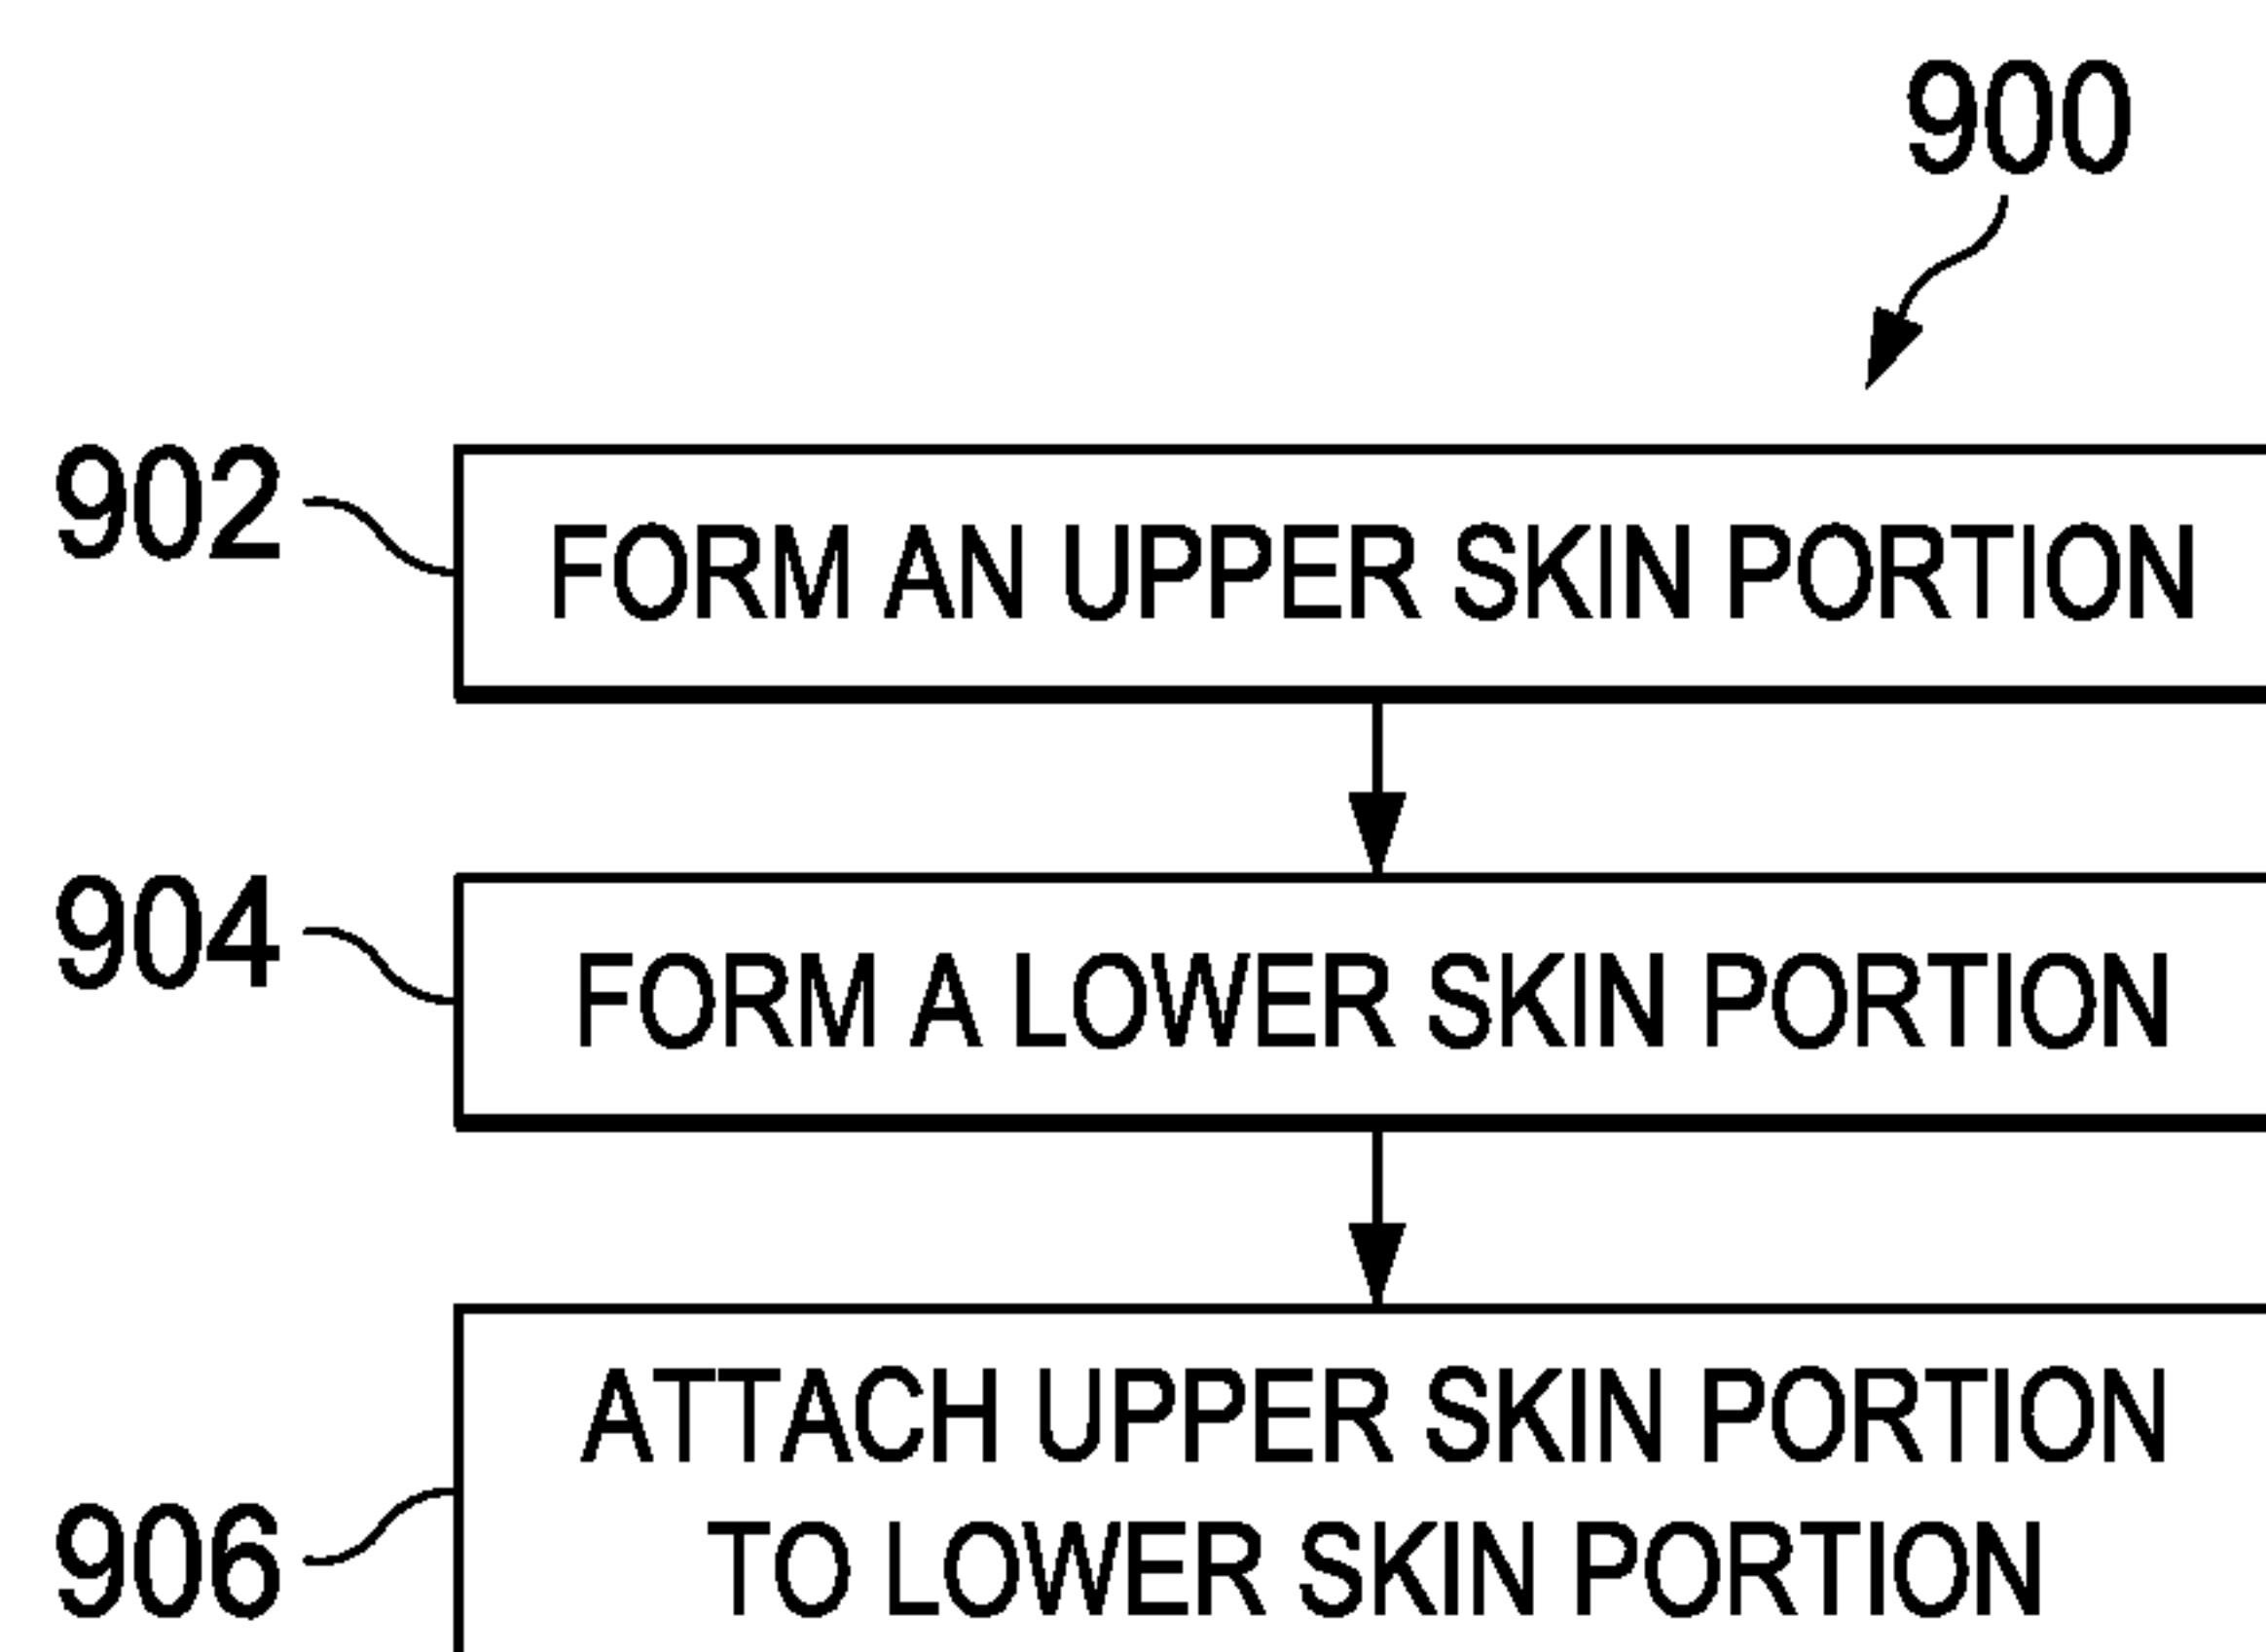 900
902
FORM AN UPPER SKIN PORTION
904
FORM A LOWER SKIN PORTION
ATTACH UPPER SKIN PORTION
906
TO LOWER SKIN PORTION